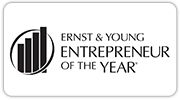 ERNST & YOUNG
ENTREPRENEUR
OF THE YEAR®